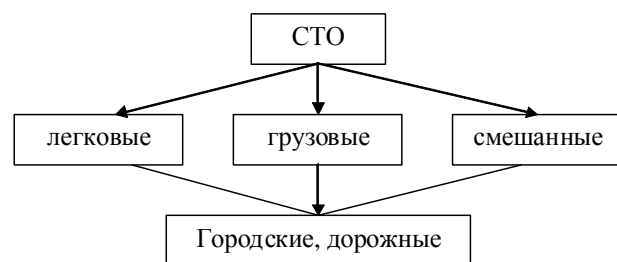 СТО
легковые
грузовые
смешанные
Городские, дорожные